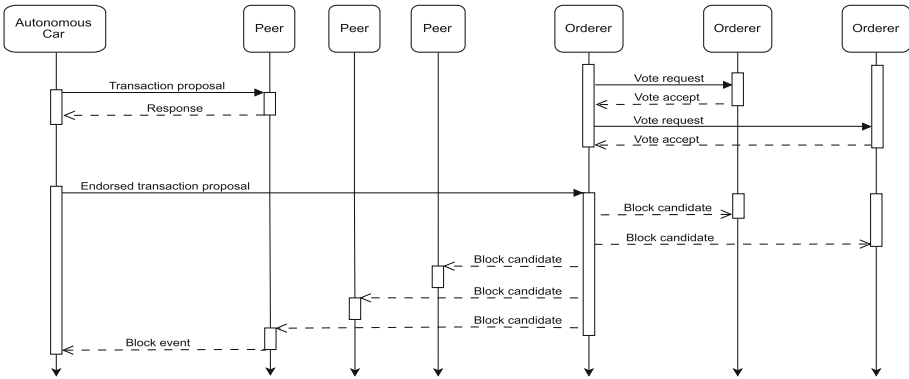 Autonomous
Car
Peer
Peer
Peer
Orderer
Orderer
Orderer
Vote request
Transaction proposal
Vote accept
Response
Vote request
Vote accept
Endorsed transaction proposal
Block candidate
Block candidate
Block candidate
Block candidate
Block candidate
Block event